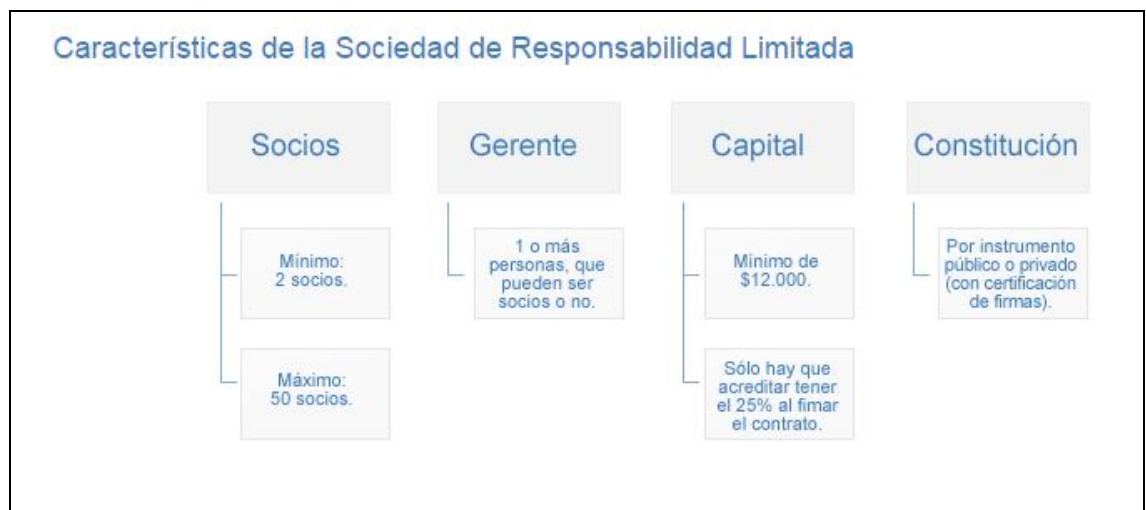 Características de la Sociedad de Responsabilidad Limitada
Socios
Mínimo:
2 socios.
Máximo:
50 socios.
Gerente
1 o más
personas, que
pueden ser
socios o no.
Capital
Mínimo de
$12.000.
Sólo hay que
acreditar tener
el 25% al fimar
el contrato.
Constitución
Por instrumento
público o privado
(con certificación
de firmas).